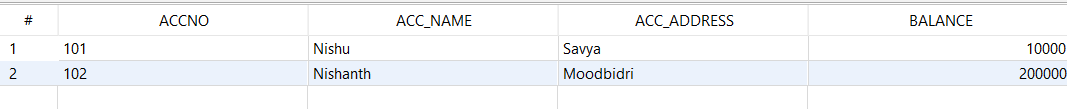 # ACCNO ACC_NAME ACC_ADDRESS BALANCE
1 101 Nishu Savya 10000
2 102 Nishanth Moodbidri 200000